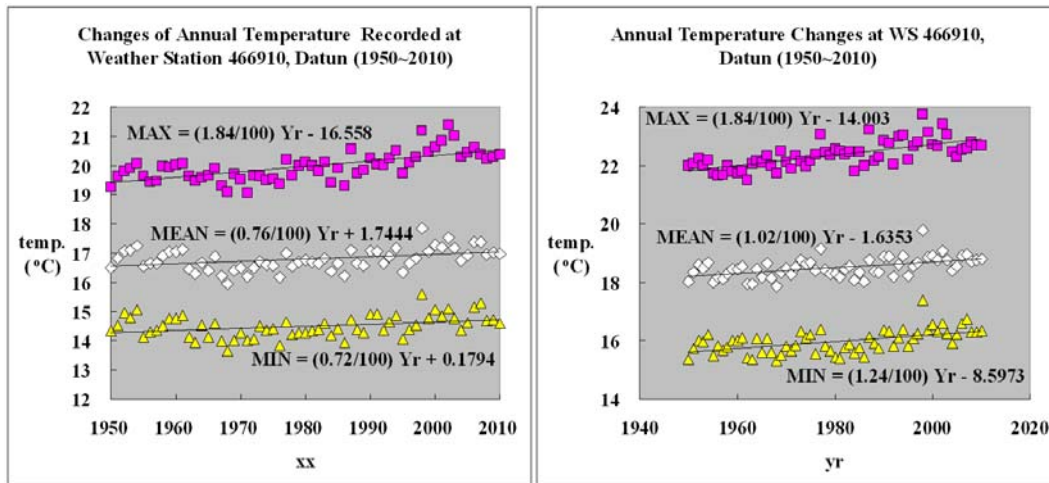 Changes of Annual Temperature Recorded at
Weather Station 466910, Datun (1950~2010)
22
21
20
19
18
17
16
15
14
13
12
temp.
(°C)
MAX = (1.84/100) Yr - 16.558
MEAN = (0.76/100) Yr + 1.7444
MIN = (0.72/100) Yr + 0.1794
1950 1960 1970 1980 1990 2000 2010
xx
Annual Temperature Changes at WS 466910,
Datun (1950~2010)
24
22
20
18
16
14
temp.
(°C)
MAX = (1.84/100) Yr - 14.003
MEAN = (1.02/100) Yr - 1.6353
MIN = (1.24/100) Yr - 8.5973
1940 1960 1980 2000 2020
yr